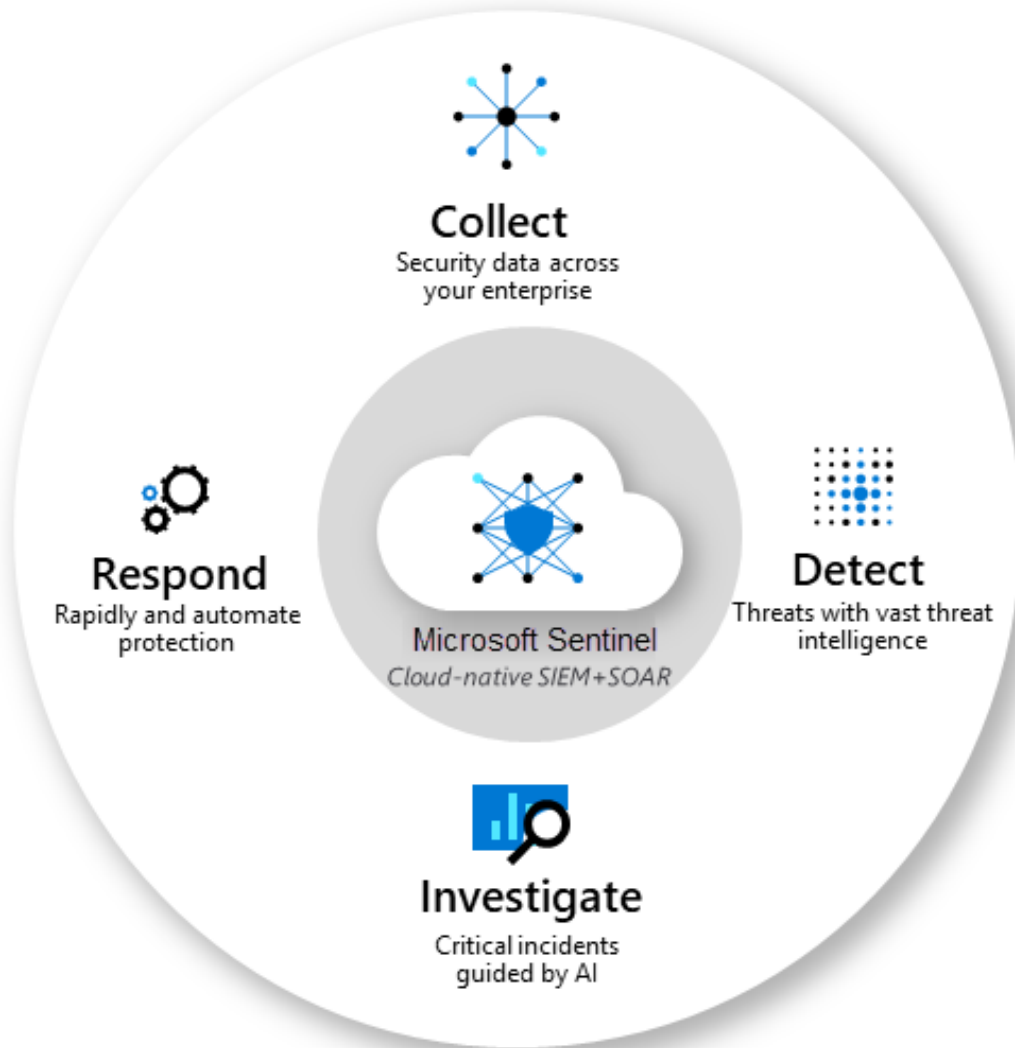 Collect
Security data across
your enterprise
Respond
Rapidly and automate
protection
Microsoft Sentinel
Cloud-native SIEM+SOAR
Detect
Threats with vast threat
intelligence
Investigate
Critical incidents
guided by AI